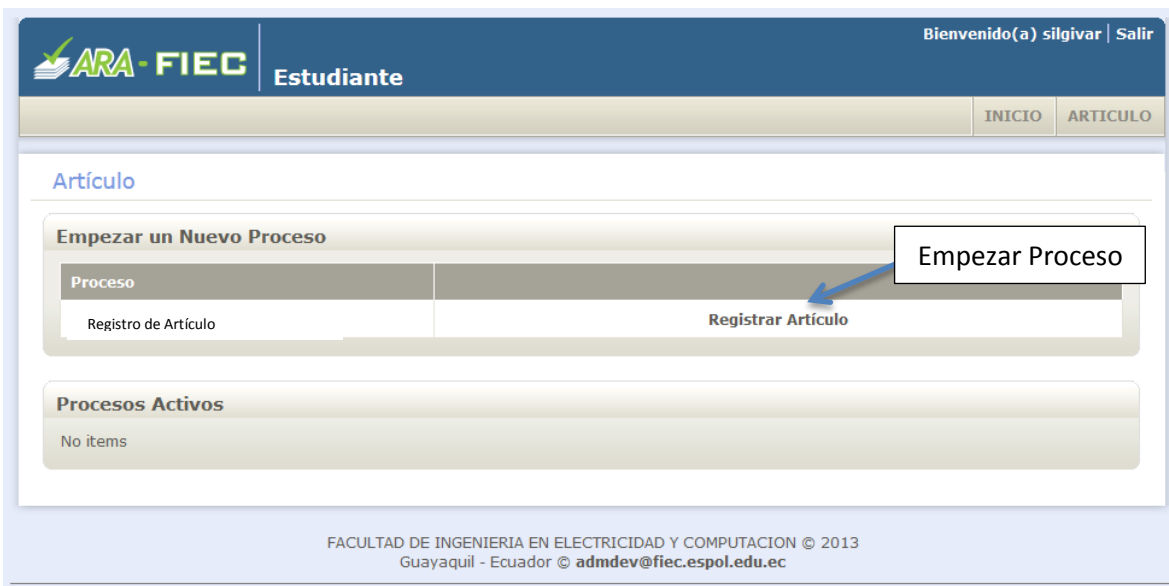 Bienvenido(a) silgivar | Salir
ARA - FIEC
Estudiante
INICIO ARTICULO
Artículo
Empezar un Nuevo Proceso
Empezar Proceso
Proceso
Registro de Artículo Registrar Artículo
Procesos Activos
No items
FACULTAD DE INGENIERIA EN ELECTRICIDAD Y COMPUTACION © 2013
Guayaquil - Ecuador © admdev@fiec.espol.edu.ec